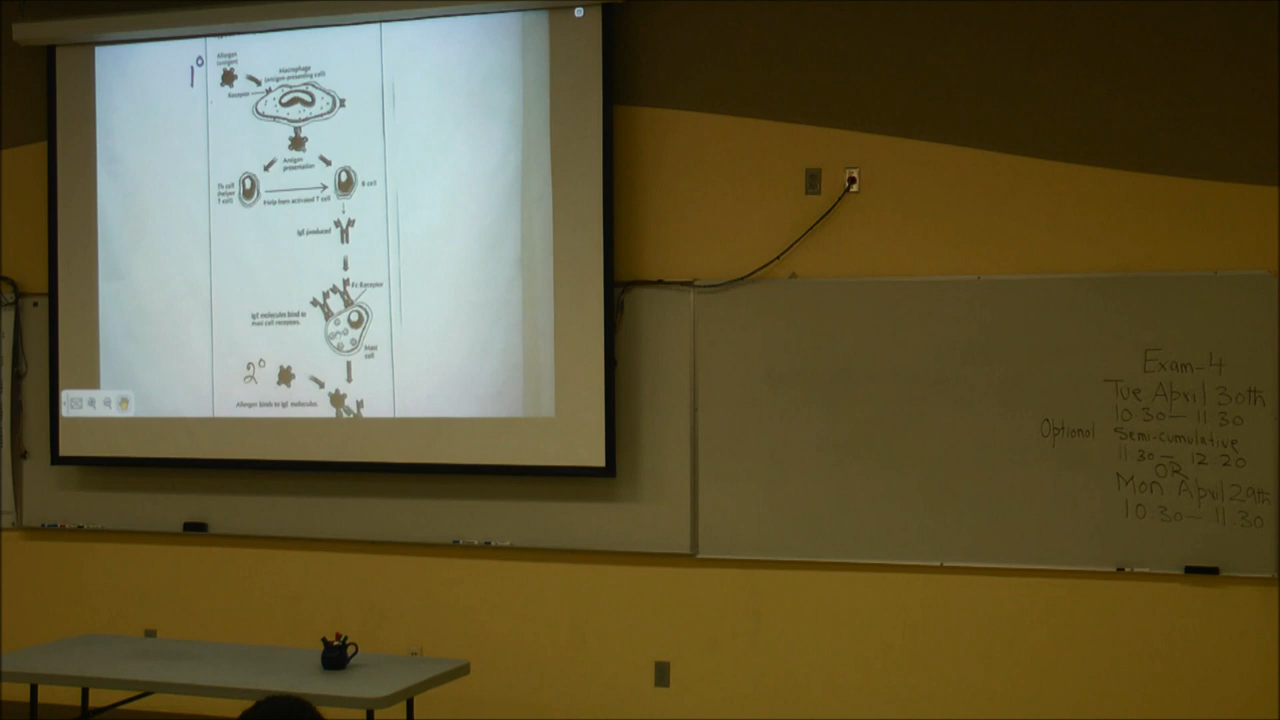 1°
Allergen
(antigen)
Macrophage
(antigen-presenting cell)
Receptor
Antigen
presentation
Th cell
(helper
T cell)
B cell
Help from activated T cell
IgE produced
Fc Receptor
IgE molecules bind to
mast cell receptors.
Mast
cell
2°
Allergen binds to IgE molecules.
Exam-4
Tue April 30th
10 30 - 11 30
Optional Semi-cumulative
11 30 - 12.20
OR
Mon April 29th
10.30 - 11.30